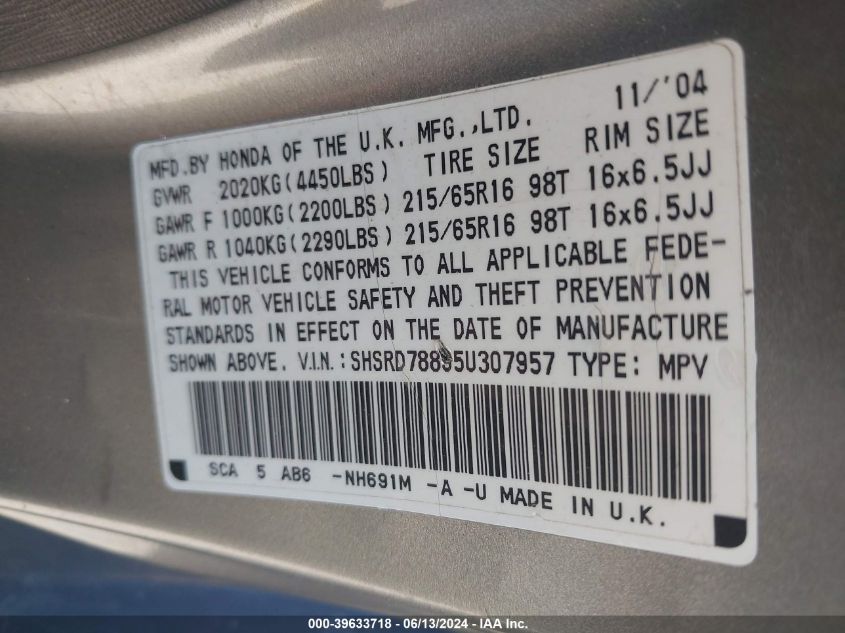 11/'04
MFD.BY HONDA OF THE U.K. MFG.,LTD.
GVWR 2020KG(4450LBS) TIRE SIZE RIM SIZE
GAWR F 1000KG(2200LBS) 215/65R16 98T 16x6.5JJ
GAWR R 1040KG(2290LBS) 215/65R16 98T 16x6.5JJ
THIS VEHICLE CONFORMS TO ALL APPLICABLE FEDE-
RAL MOTOR VEHICLE SAFETY AND THEFT PREVENTION
STANDARDS IN EFFECT ON THE DATE OF MANUFACTURE
SHOWN ABOVE. V.I.N.:SHSRD78895U307957 TYPE: MPV
SCA 5 AB6 -NH691M -A -U MADE IN U.K.
000-39633718 - 06/13/2024 - IAA Inc.